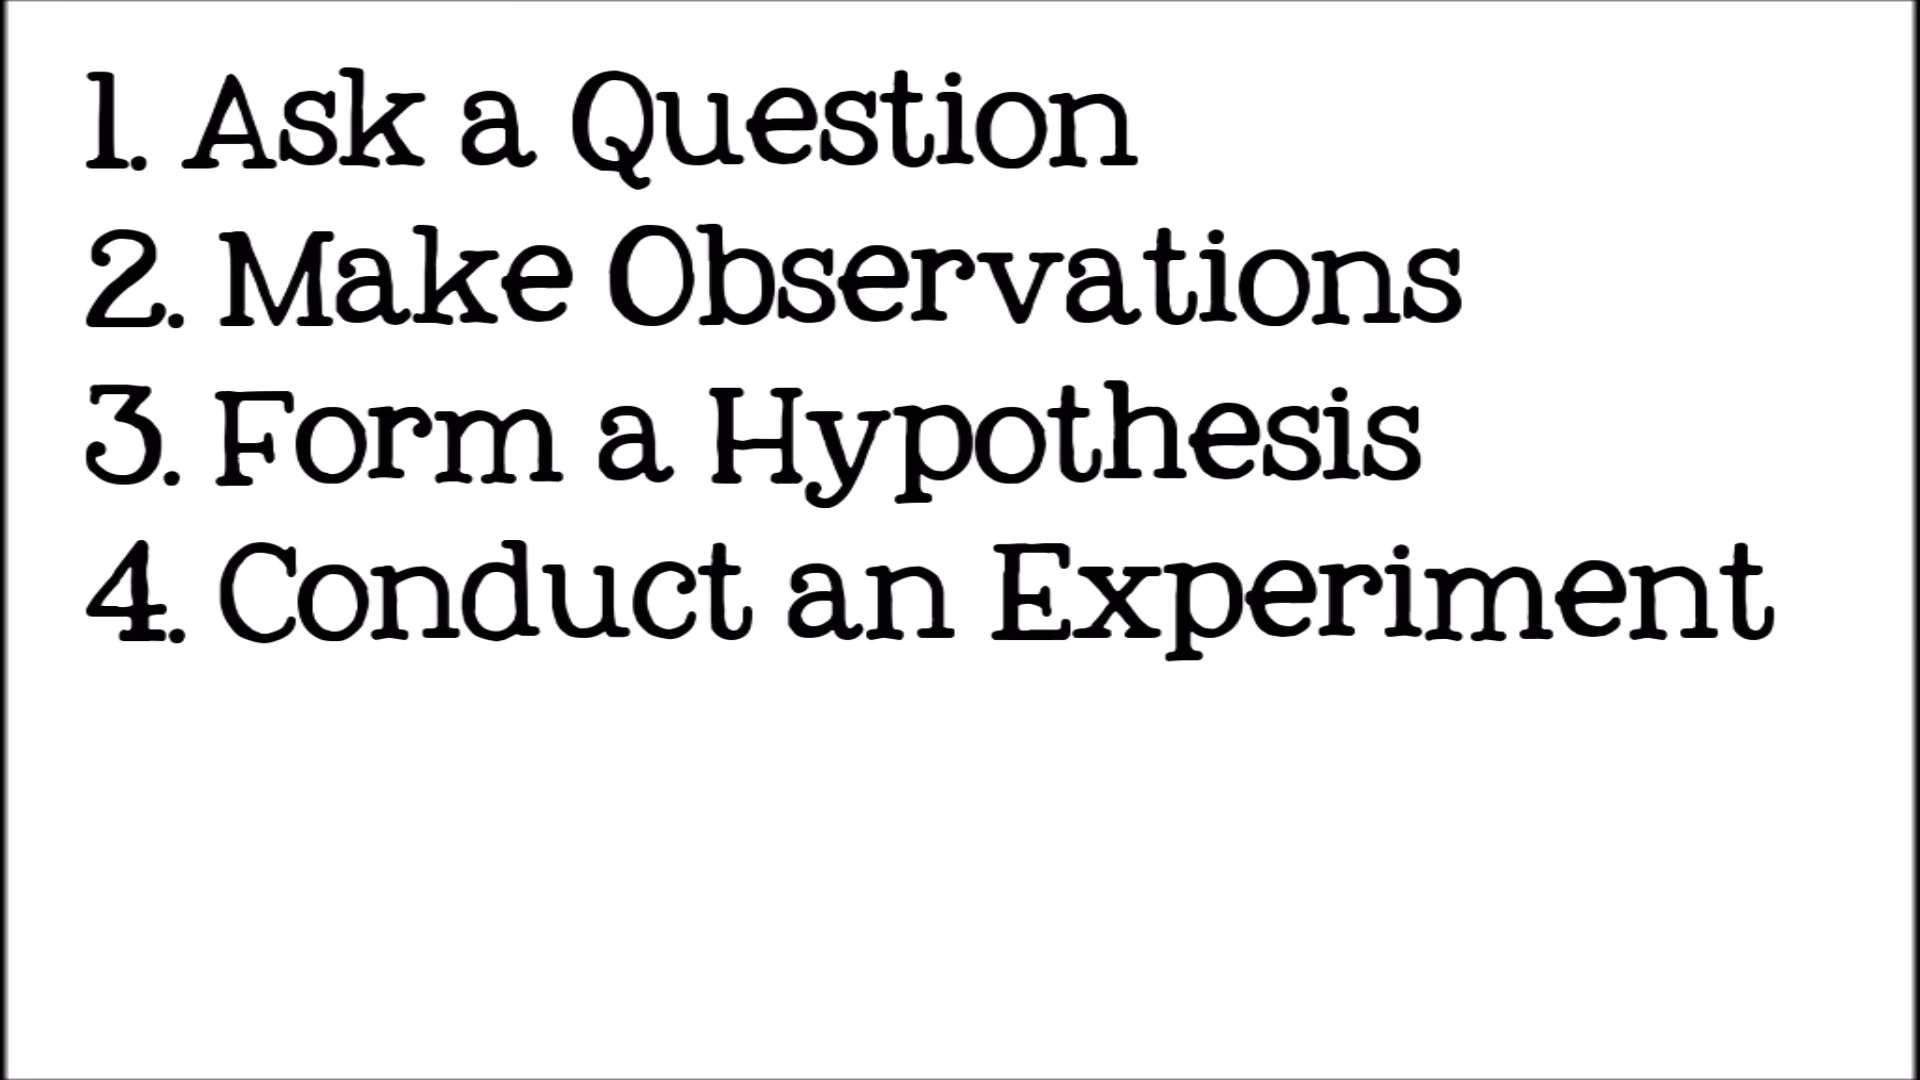 1. Ask a Question
2. Make Observations
3. Form a Hypothesis
4. Conduct an Experiment